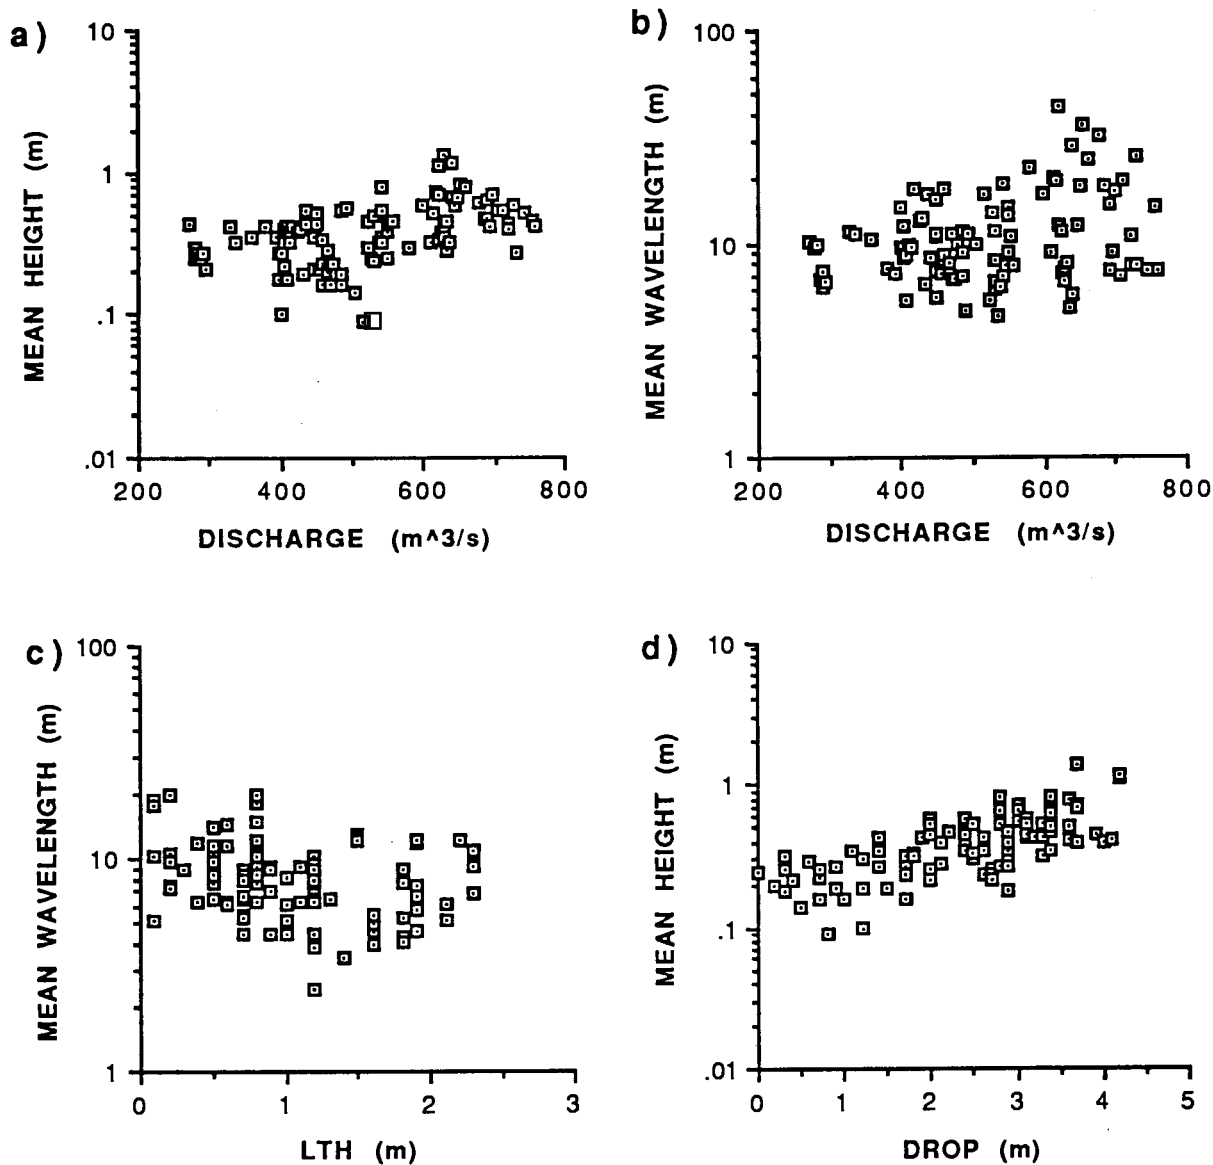 a)
10
1
.1
.01
MEAN HEIGHT (m)
200 400 600 800
DISCHARGE (m^3/s)
b)
100
10
1
MEAN WAVELENGTH (m)
200 400 600 800
DISCHARGE (m^3/s)
c)
100
10
1
MEAN WAVELENGTH (m)
0 1 2 3
LTH (m)
d)
10
1
.1
.01
MEAN HEIGHT (m)
0 1 2 3 4 5
DROP (m)